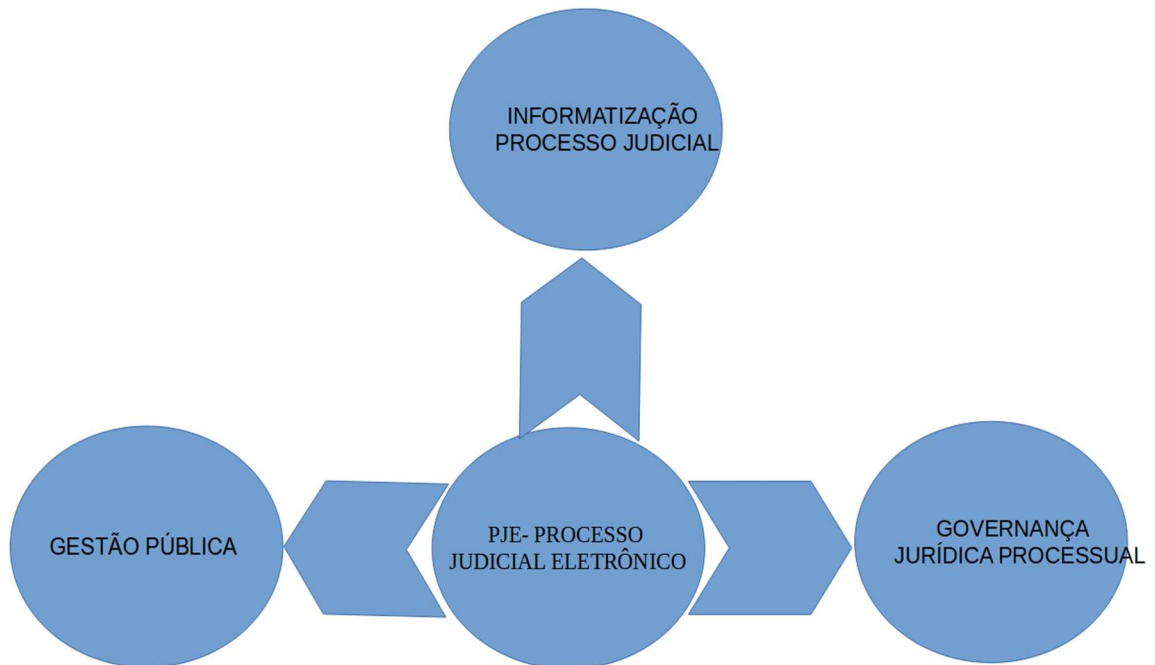 INFORMATIZAÇÃO
PROCESSO JUDICIAL
GESTÃO PÚBLICA
PJE- PROCESSO
JUDICIAL ELETRÔNICO
GOVERNANÇA
JURÍDICA PROCESSUAL